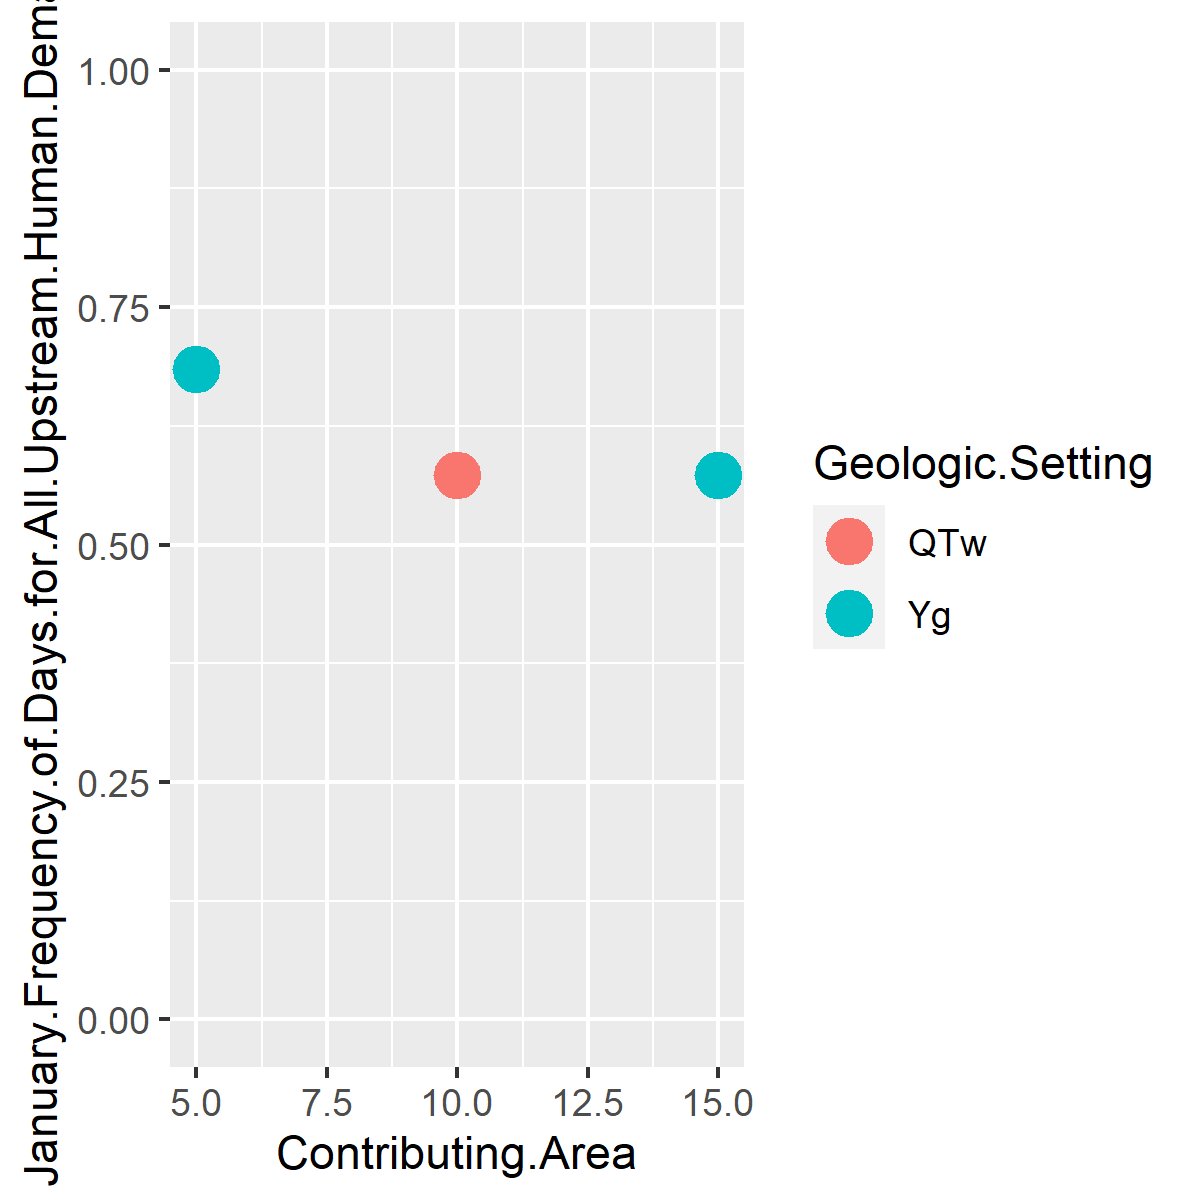 January.Frequency.of.Days.for.All.Upstream.Human.Dema
1.00
0.75
0.50
0.25
0.00
5.0 7.5 10.0 12.5 15.0
Contributing.Area
Geologic.Setting
QTw
Yg